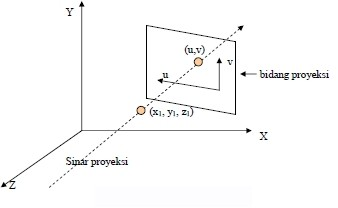 Y
(u,v)
v
u
bidang proyeksi
(x₁, y₁, z₁)
X
Sinar proyeksi
Z